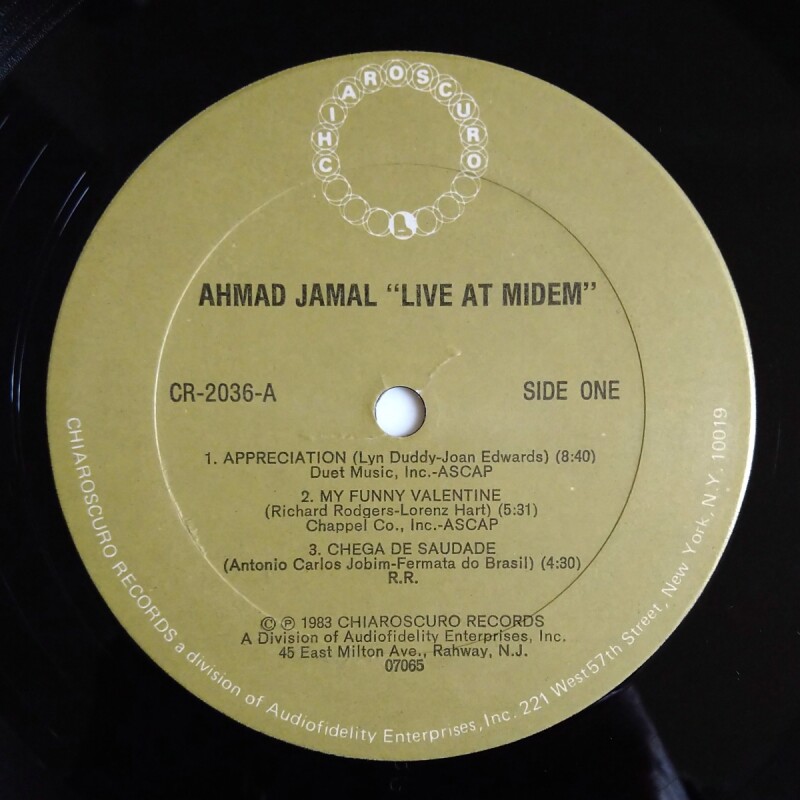 CHIAROSCURO
AHMAD JAMAL “LIVE AT MIDEM”
CR-2036-A
SIDE ONE
1. APPRECIATION (Lyn Duddy-Joan Edwards) (8:40)
Duet Music, Inc.-ASCAP
2. MY FUNNY VALENTINE
(Richard Rodgers-Lorenz Hart) (5:31)
Chappel Co., Inc.-ASCAP
3. CHEGA DE SAUDADE
(Antonio Carlos Jobim-Fermata do Brasil) (4:30)
R.R.
© ℗ 1983 CHIAROSCURO RECORDS
A Division of Audiofidelity Enterprises, Inc.
45 East Milton Ave., Rahway, N.J.
07065
CHIAROSCURO RECORDS a division of Audiofidelity Enterprises, Inc. 221 West 57th Street, New York, N.Y. 10019